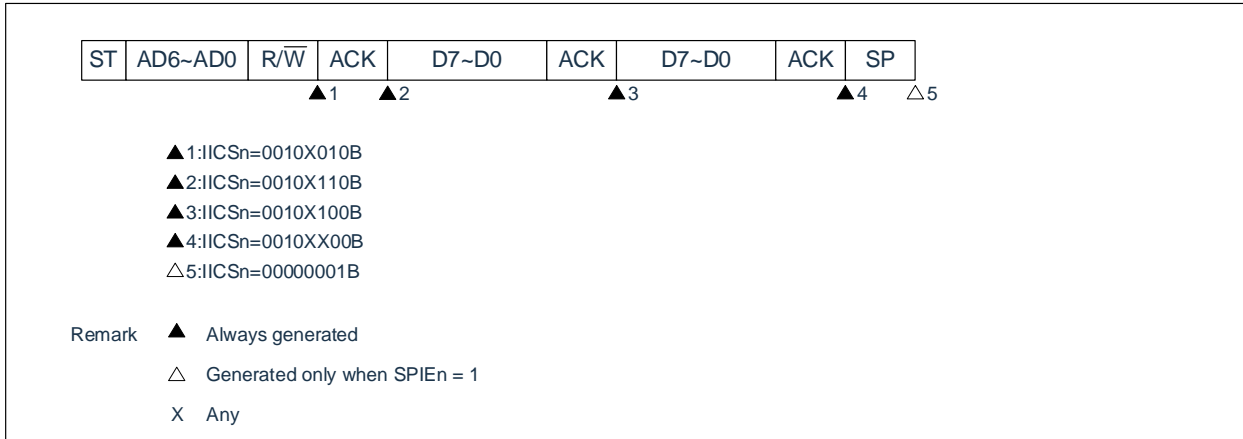 ST AD6~AD0 R/W̅ ACK D7~D0 ACK D7~D0 ACK SP
▲1 ▲2 ▲3 ▲4 △5
▲1:IICSn=0010X010B
▲2:IICSn=0010X110B
▲3:IICSn=0010X100B
▲4:IICSn=0010XX00B
△5:IICSn=00000001B
Remark ▲ Always generated
△ Generated only when SPIEn = 1
X Any